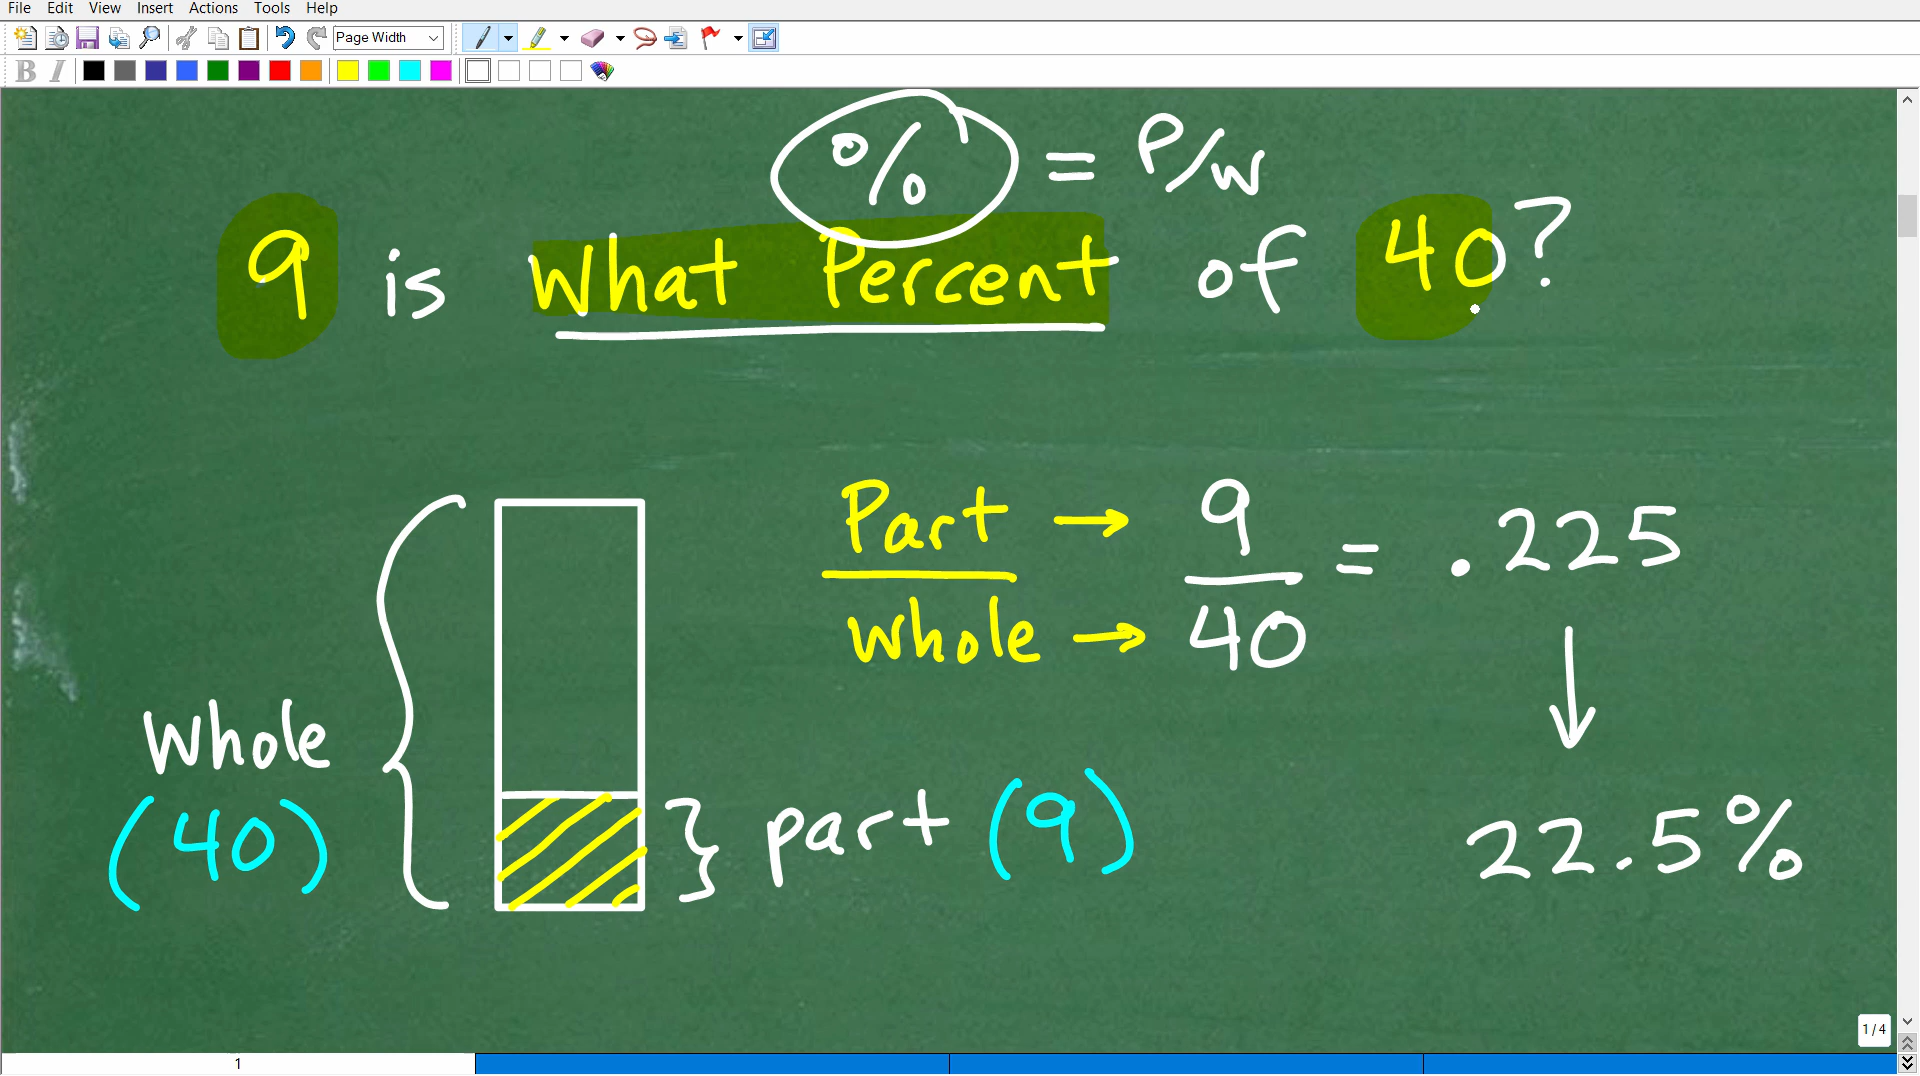 File Edit View Insert Actions Tools Help
Page Width
B I
% = P/W
9 is What Percent of 40?
Part → 9
Whole → 40
= .225
Whole
(40)
part (9)
22.5%
1 / 4
1